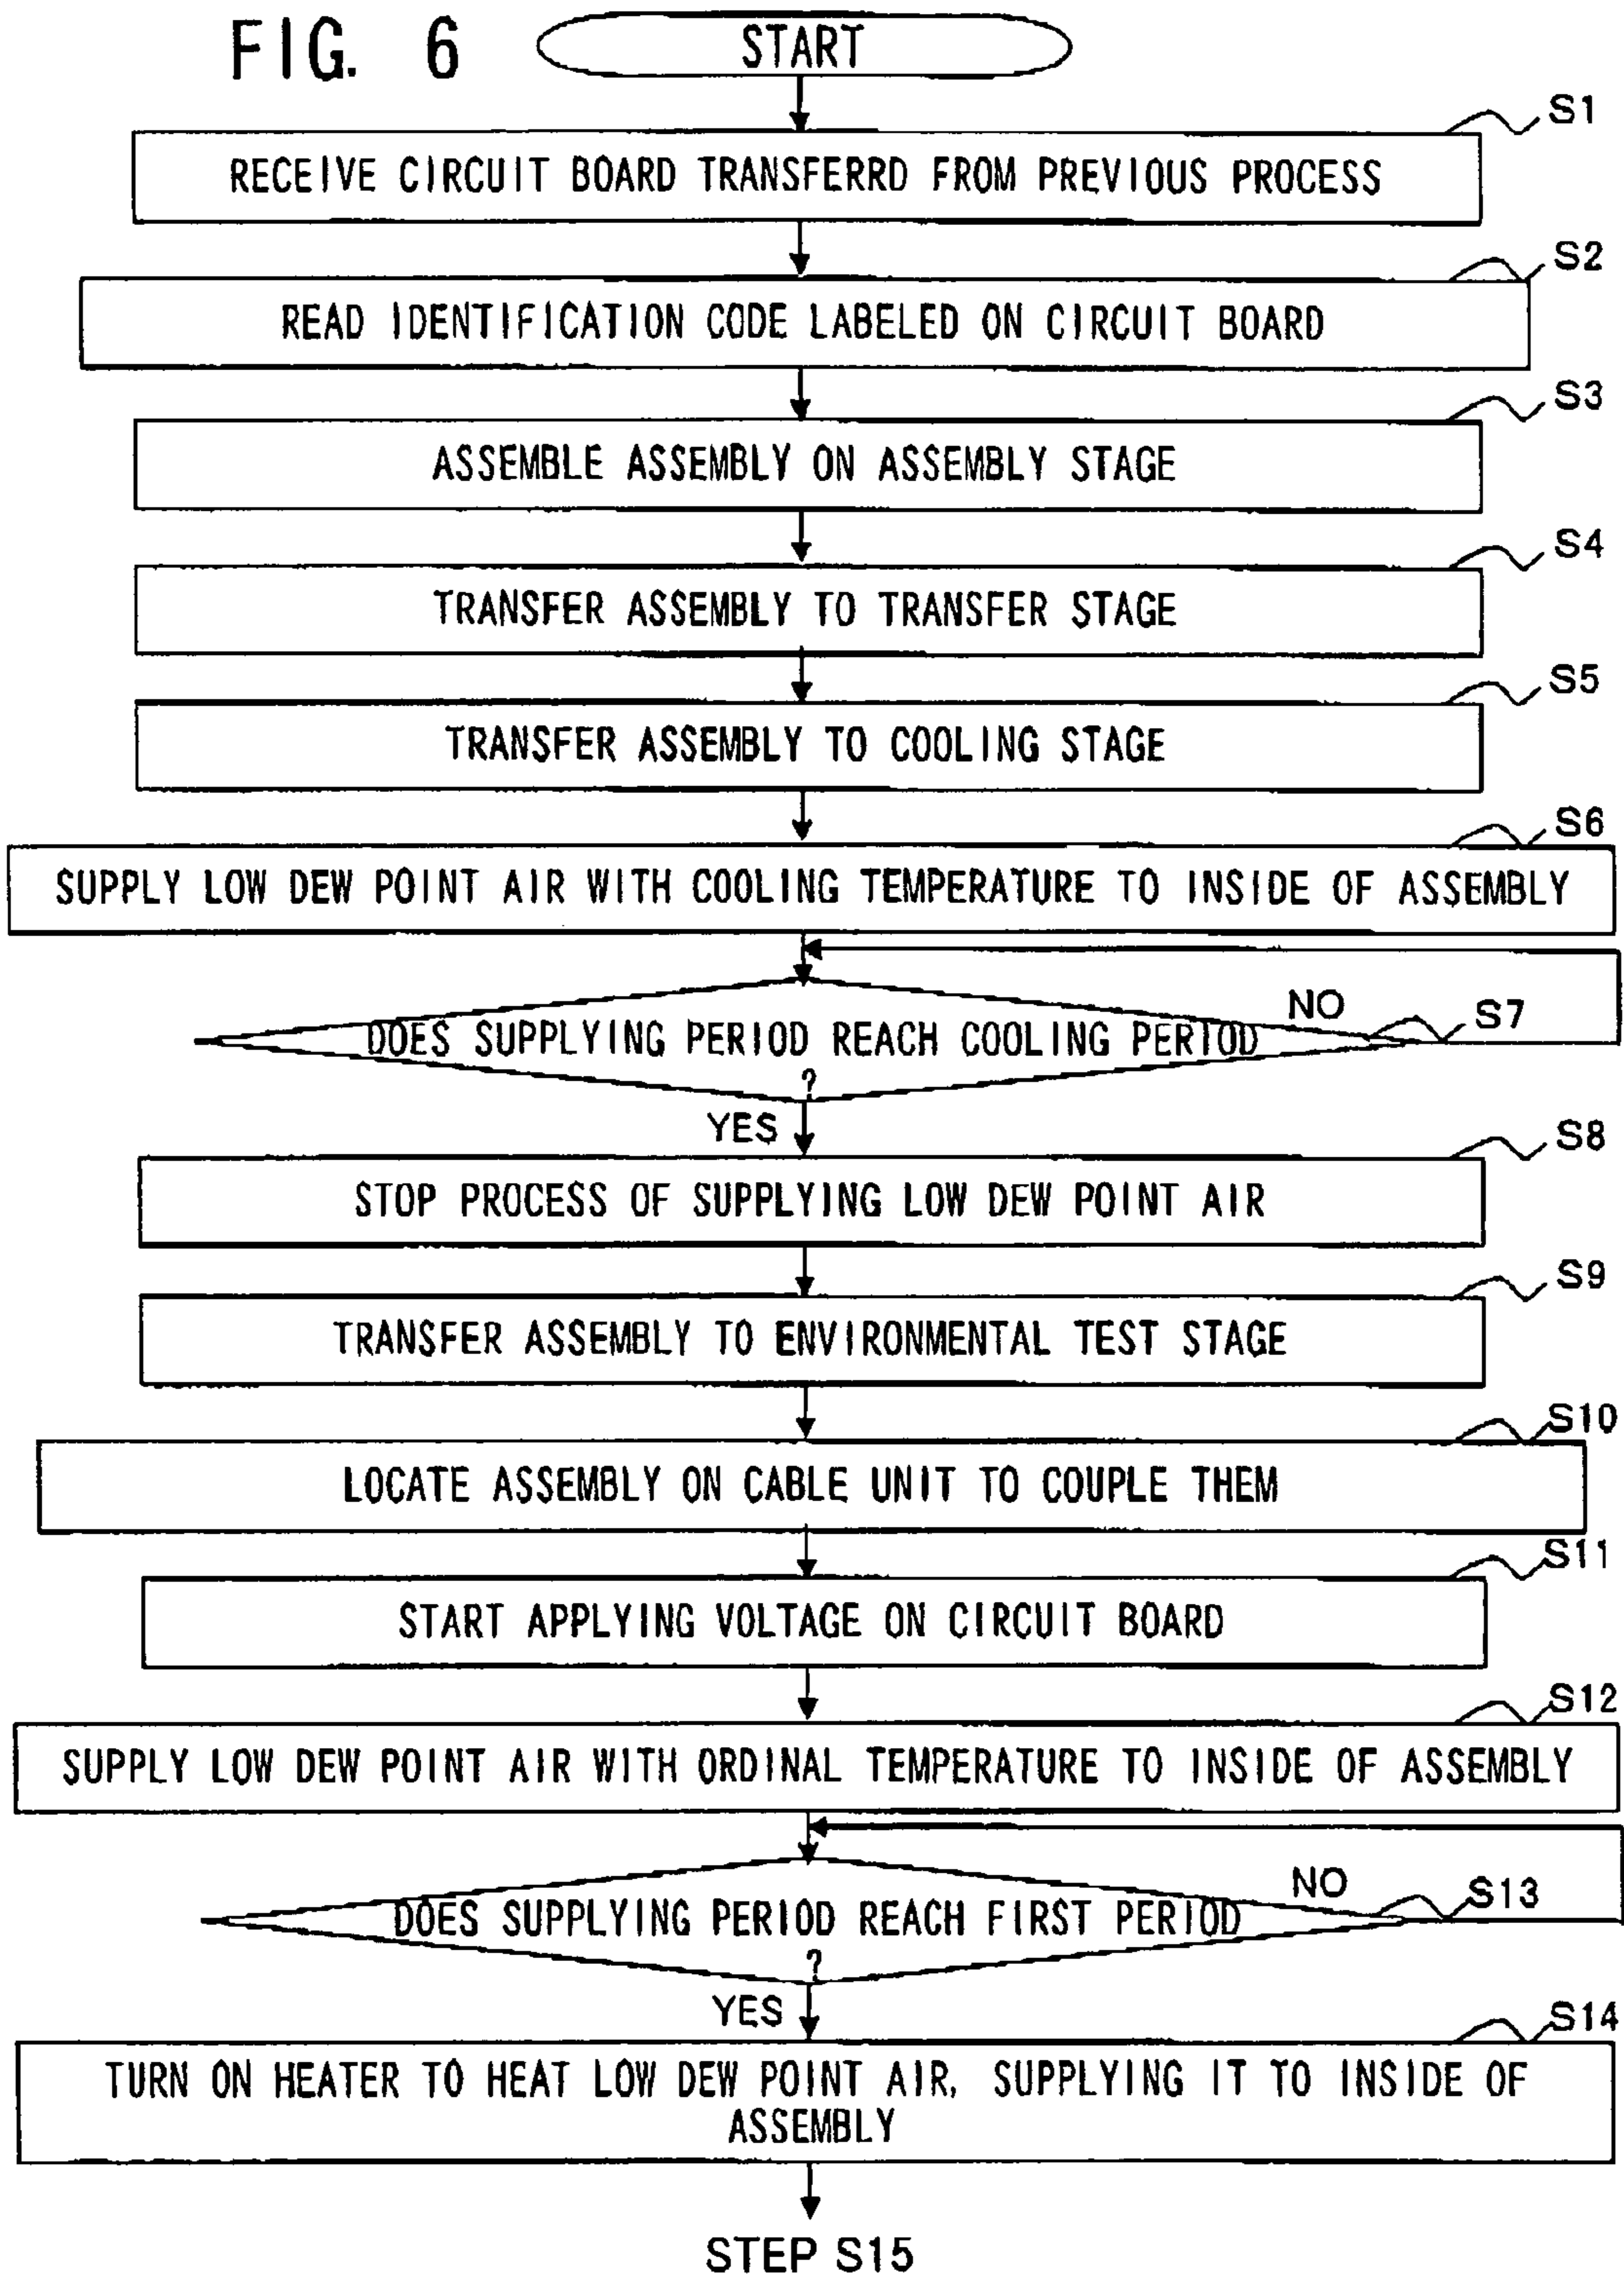 FIG. 6
START
S1
RECEIVE CIRCUIT BOARD TRANSFERRD FROM PREVIOUS PROCESS
S2
READ IDENTIFICATION CODE LABELED ON CIRCUIT BOARD
S3
ASSEMBLE ASSEMBLY ON ASSEMBLY STAGE
S4
TRANSFER ASSEMBLY TO TRANSFER STAGE
S5
TRANSFER ASSEMBLY TO COOLING STAGE
S6
SUPPLY LOW DEW POINT AIR WITH COOLING TEMPERATURE TO INSIDE OF ASSEMBLY
NO
S7
DOES SUPPLYING PERIOD REACH COOLING PERIOD
?
YES
S8
STOP PROCESS OF SUPPLYING LOW DEW POINT AIR
S9
TRANSFER ASSEMBLY TO ENVIRONMENTAL TEST STAGE
S10
LOCATE ASSEMBLY ON CABLE UNIT TO COUPLE THEM
S11
START APPLYING VOLTAGE ON CIRCUIT BOARD
S12
SUPPLY LOW DEW POINT AIR WITH ORDINAL TEMPERATURE TO INSIDE OF ASSEMBLY
NO
S13
DOES SUPPLYING PERIOD REACH FIRST PERIOD
?
YES
S14
TURN ON HEATER TO HEAT LOW DEW POINT AIR, SUPPLYING IT TO INSIDE OF
ASSEMBLY
STEP S15